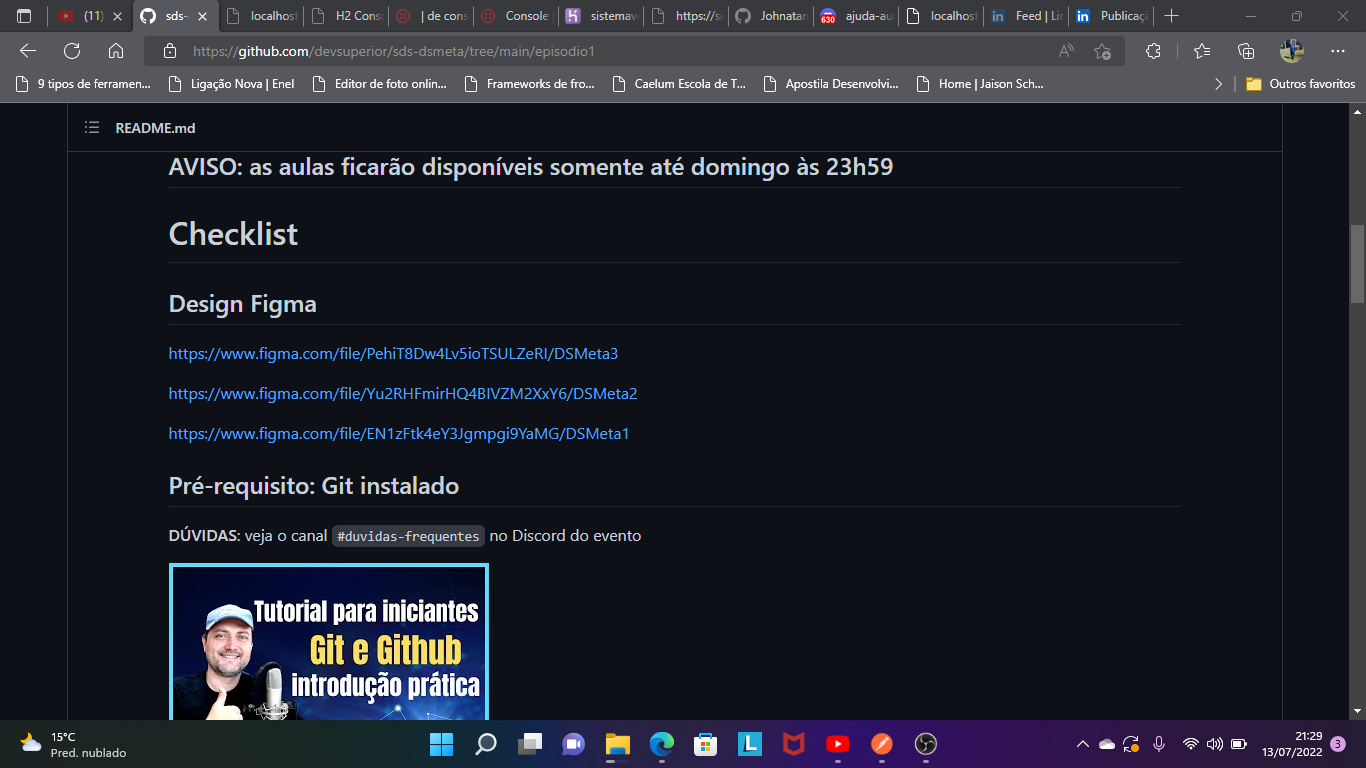 (11)
sds-
localhost
H2 Conso
| de cons
Console
sistemave
https://si
Johnatan
ajuda-au
localhost
Feed | Lin
Publicaçã
https://github.com/devsuperior/sds-dsmeta/tree/main/episodio1
9 tipos de ferramen...
Ligação Nova | Enel
Editor de foto onlin...
Frameworks de fro...
Caelum Escola de T...
Apostila Desenvolvi...
Home | Jaison Sch...
Outros favoritos
README.md
AVISO: as aulas ficarão disponíveis somente até domingo às 23h59
Checklist
Design Figma
https://www.figma.com/file/PehiT8Dw4Lv5ioTSULZeRI/DSMeta3
https://www.figma.com/file/Yu2RHFmirHQ4BIVZM2XxY6/DSMeta2
https://www.figma.com/file/EN1zFtk4eY3Jgmpgi9YaMG/DSMeta1
Pré-requisito: Git instalado
DÚVIDAS: veja o canal #duvidas-frequentes no Discord do evento
Tutorial para iniciantes
Git e Github
introdução prática
15°C
Pred. nublado
21:29
13/07/2022
3